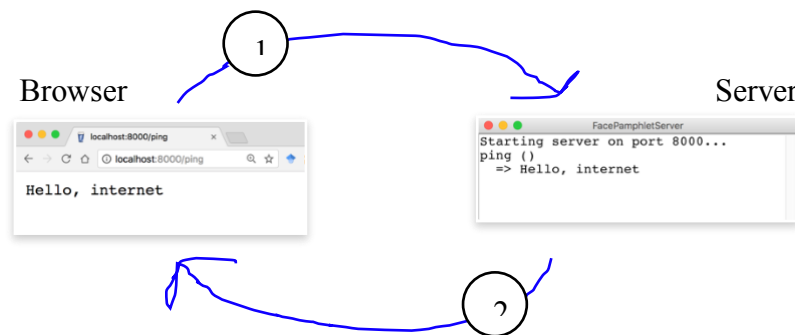 1
Browser
Server
localhost:8000/ping
localhost:8000/ping
Hello, internet
FacePamphletServer
Starting server on port 8000...
ping ()
=> Hello, internet
2